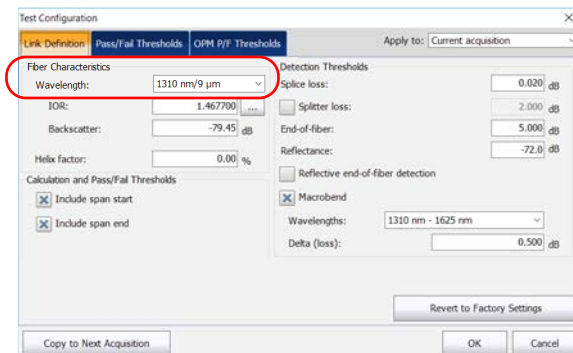 Test Configuration
Link Definition Pass/Fail Thresholds OPM P/F Thresholds Apply to: Current acquisition
Fiber Characteristics
Wavelength: 1310 nm/9 µm
IOR: 1.467700 ...
Backscatter: -79.45 dB
Helix factor: 0.00 %
Calculation and Pass/Fail Thresholds
Include span start
Include span end
Detection Thresholds
Splice loss: 0.020 dB
Splitter loss: 2.000 dB
End-of-fiber: 5.000 dB
Reflectance: -72.0 dB
Reflective end-of-fiber detection
Macrobend
Wavelengths: 1310 nm - 1625 nm
Delta (loss): 0.500 dB
Revert to Factory Settings
Copy to Next Acquisition OK Cancel